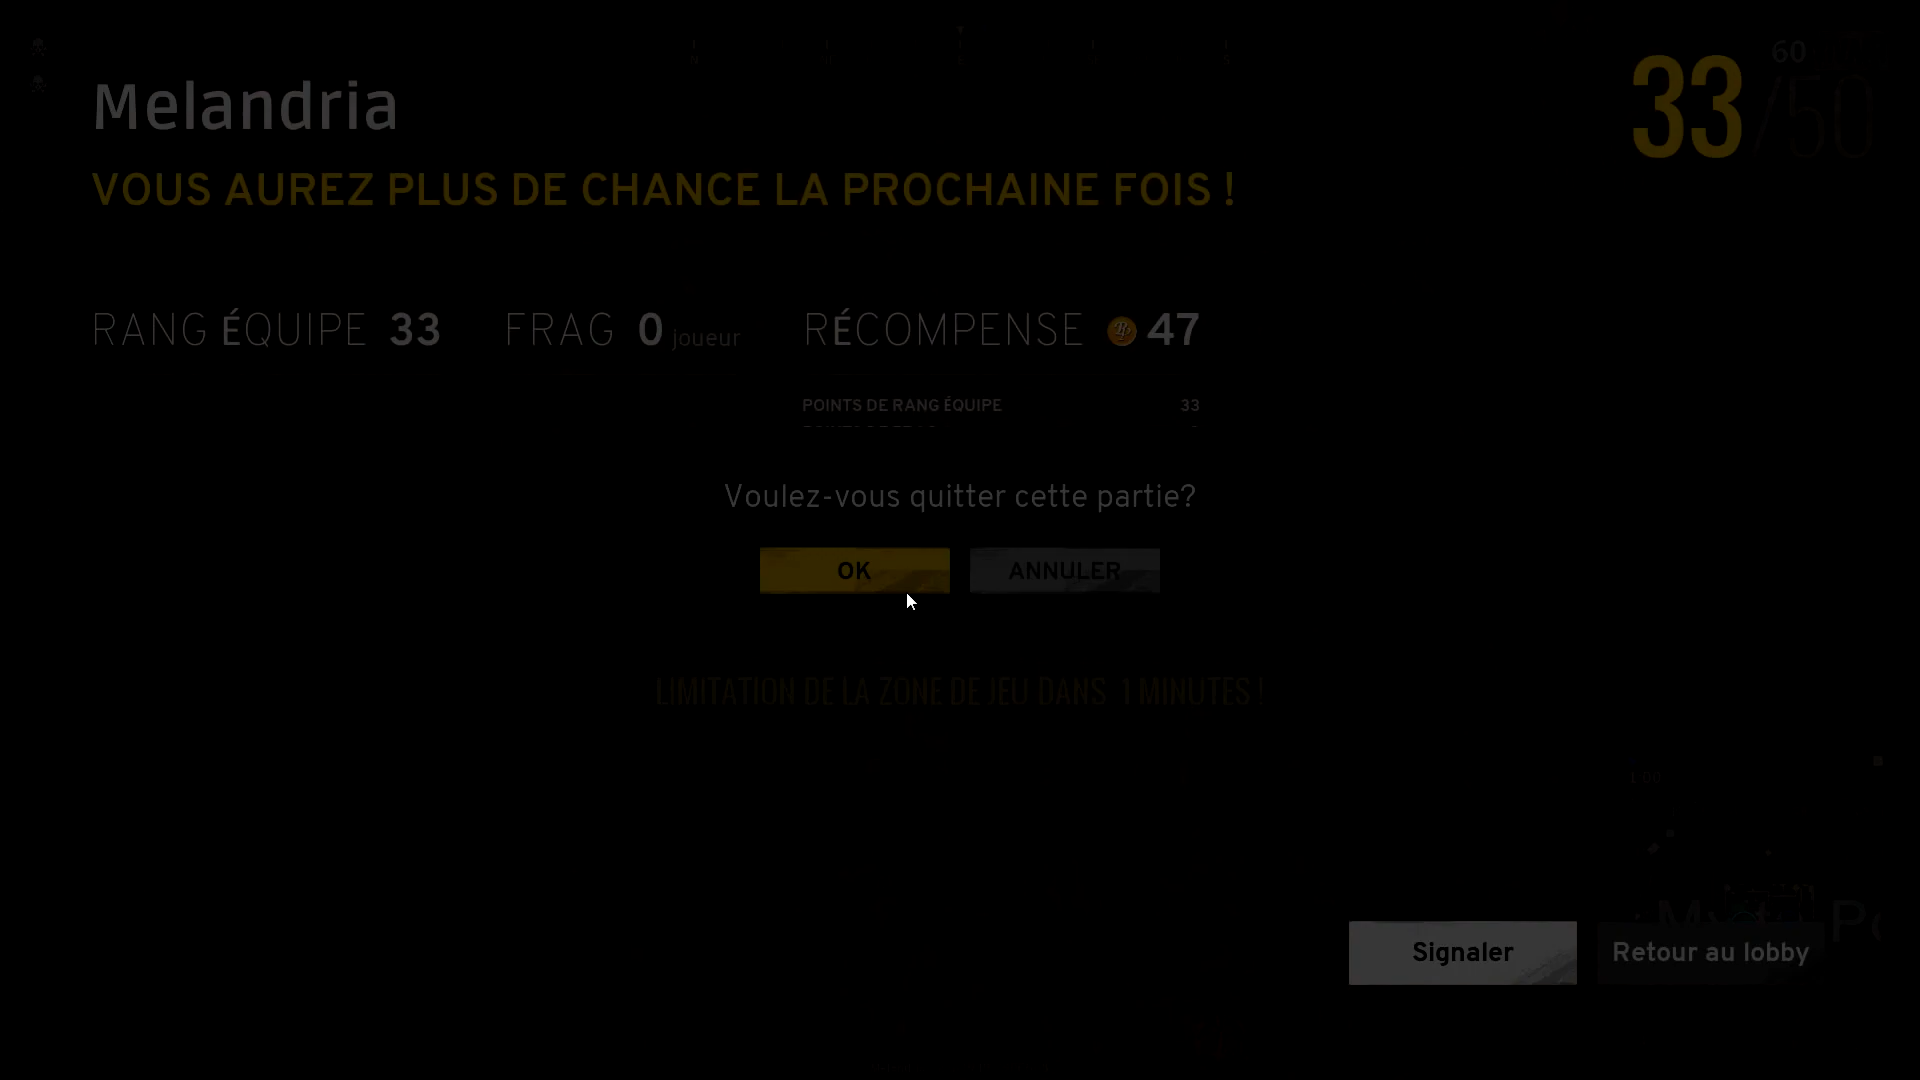 60
Melandria
33/50
VOUS AUREZ PLUS DE CHANCE LA PROCHAINE FOIS !
RANG ÉQUIPE 33 FRAG 0 joueur RÉCOMPENSE 47
POINTS DE RANG ÉQUIPE 33
Voulez-vous quitter cette partie?
OK ANNULER
LIMITATION DE LA ZONE DE JEU DANS 1 MINUTES !
Signaler Retour au lobby